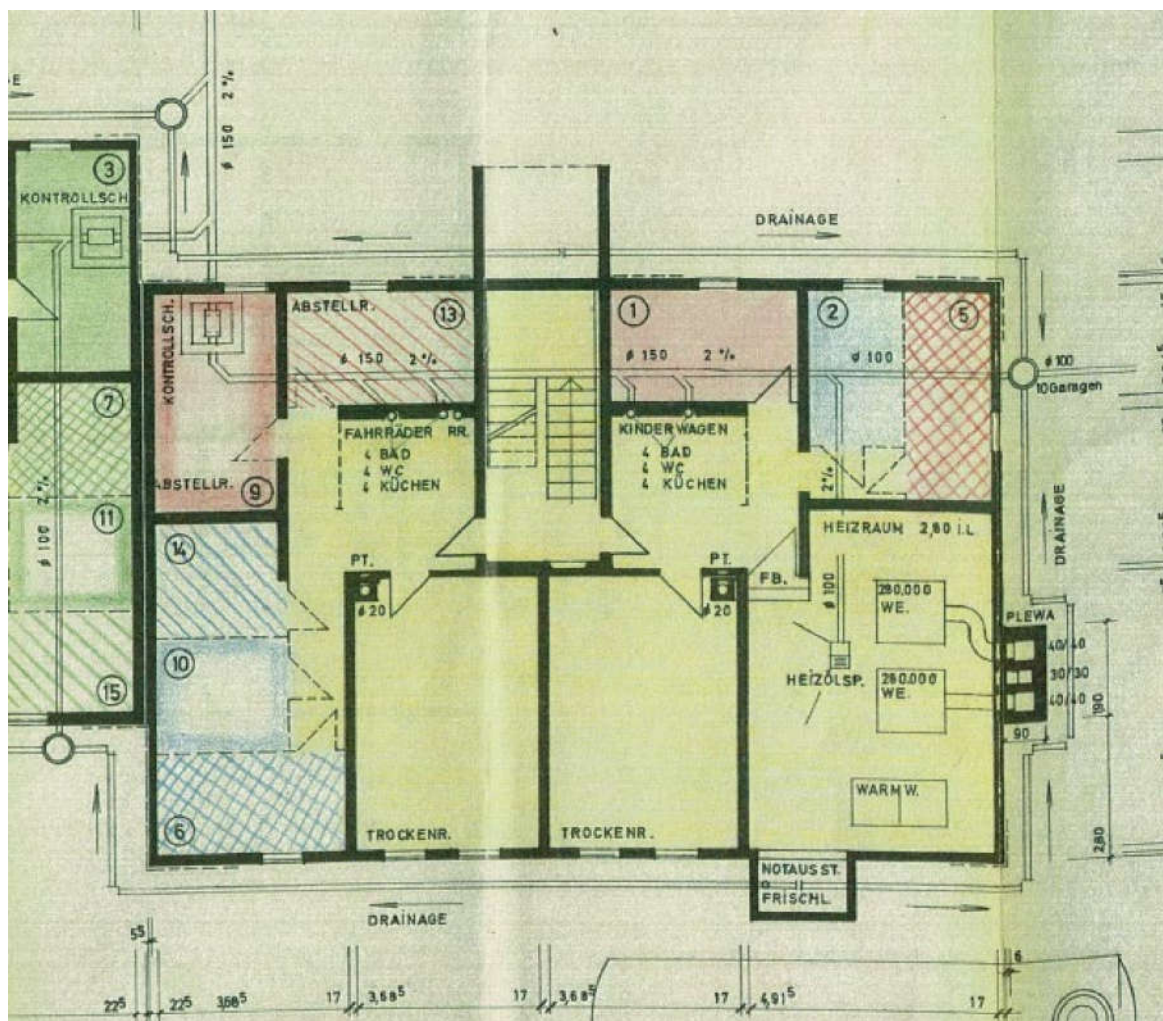 E
ø 150 2 %
3
KONTROLLSCH.
DRAINAGE
KONTROLLSCH.
ABSTELLR.
13
1
2
5
ø 150 2 %
ø 150 2 %
ø 100
ø 100
10 Garagen
7
FAHRRÄDER RR.
4 BAD
4 WC
4 KÜCHEN
KINDERWAGEN
4 BAD
4 WC
4 KÜCHEN
2 %
ABSTELLR.
9
11
ø 100 2 %
14
HEIZRAUM 2,80 i.L
DRAINAGE
PT.
ø 20
PT.
ø 20
FB.
ø 100
280,000
WE.
PLEWA
40/40
30/30
40/40
10
HEIZÖLSP.
280.000
WE.
15
190
90
6
TROCKENR.
TROCKENR.
WARMW.
2,80
NOTAUSST.
FRISCHL.
DRAINAGE
5⁵
6
22⁵
22⁵
3,68⁵
17
3,68⁵
17
3,68⁵
17
4,91⁵
17